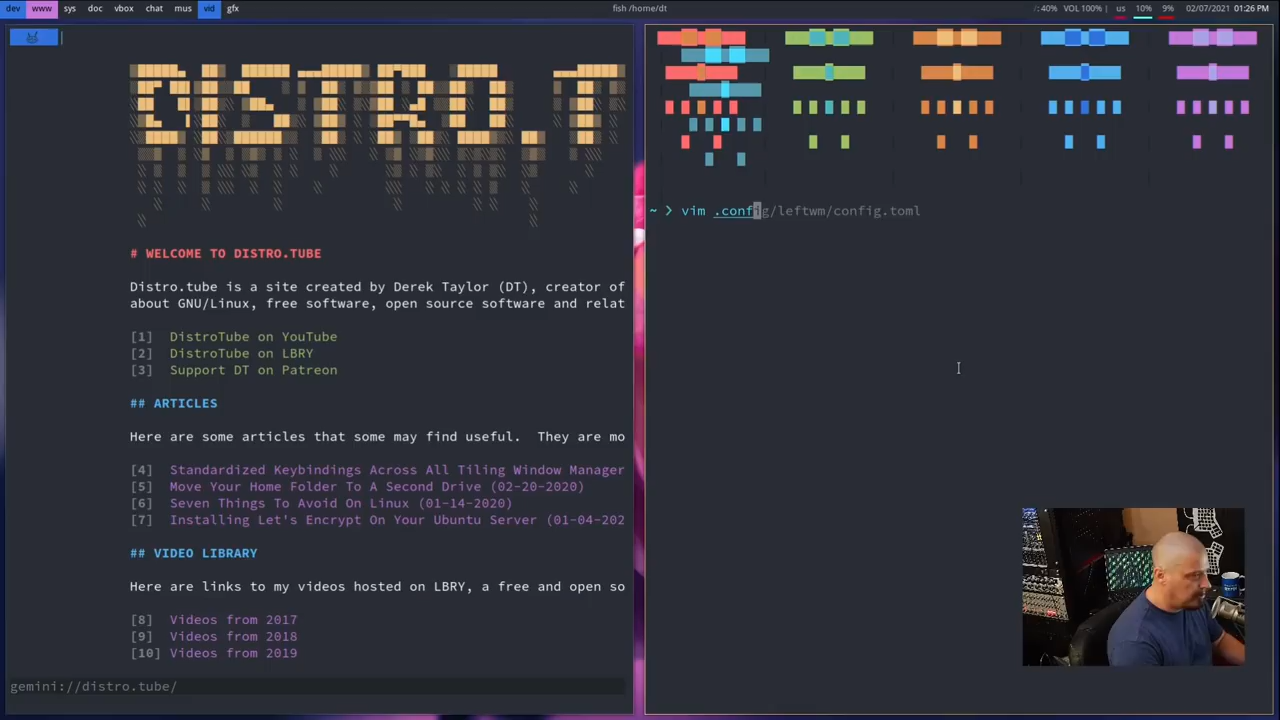 dev www sys doc vbox chat mus vid gfx
fish /home/dt
: 40% VOL 100% | us 10% 9% 02/07/2021 01:26 PM
DISTRO.T
# WELCOME TO DISTRO.TUBE
Distro.tube is a site created by Derek Taylor (DT), creator of
about GNU/Linux, free software, open source software and relat
[1] DistroTube on YouTube
[2] DistroTube on LBRY
[3] Support DT on Patreon
## ARTICLES
Here are some articles that some may find useful. They are mo
[4] Standardized Keybindings Across All Tiling Window Manager
[5] Move Your Home Folder To A Second Drive (02-20-2020)
[6] Seven Things To Avoid On Linux (01-14-2020)
[7] Installing Let's Encrypt On Your Ubuntu Server (01-04-202
## VIDEO LIBRARY
Here are links to my videos hosted on LBRY, a free and open so
[8] Videos from 2017
[9] Videos from 2018
[10] Videos from 2019
gemini://distro.tube/
~ ❯ vim .config/leftwm/config.toml